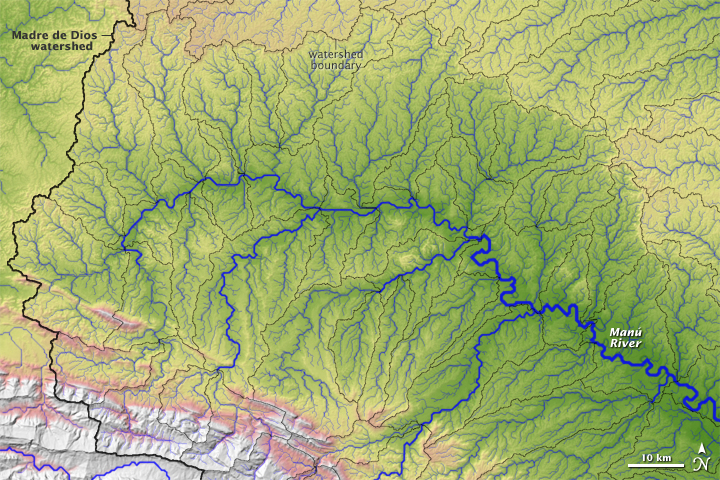 Madre de Dios
watershed
watershed
boundary
Manú
River
10 km
N